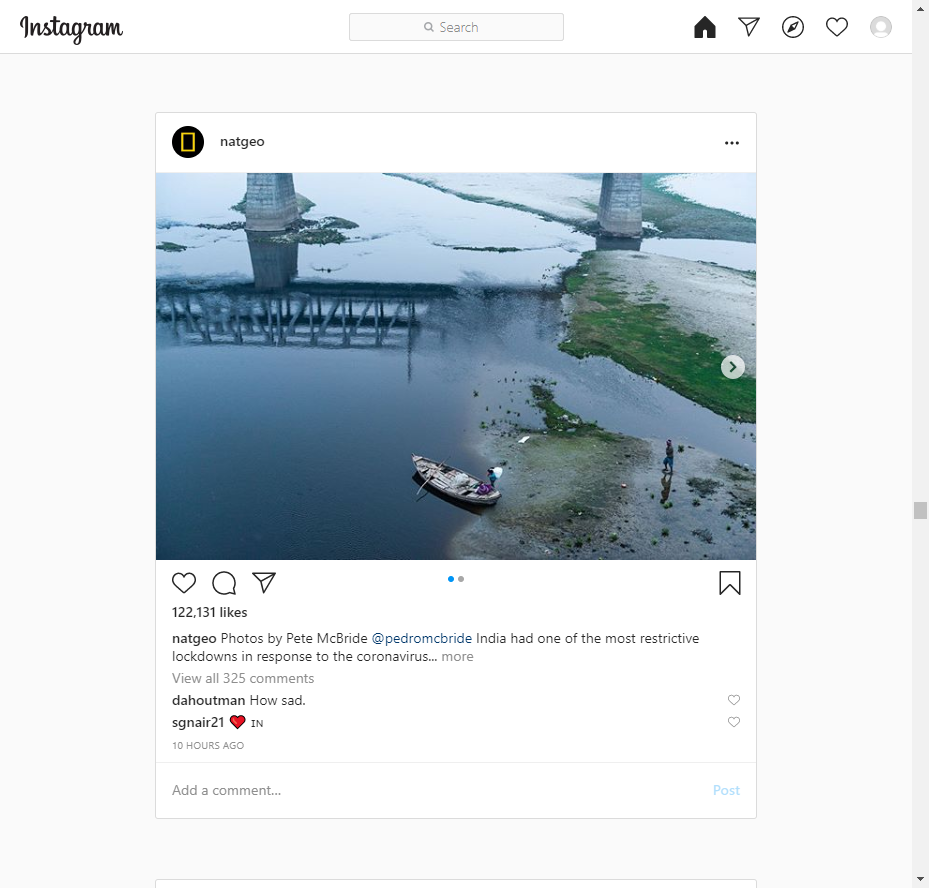 Instagram
Search
natgeo
122,131 likes
natgeo Photos by Pete McBride @pedromcbride India had one of the most restrictive
lockdowns in response to the coronavirus... more
View all 325 comments
dahoutman How sad.
sgnair21 ❤️ IN
10 HOURS AGO
Add a comment...
Post